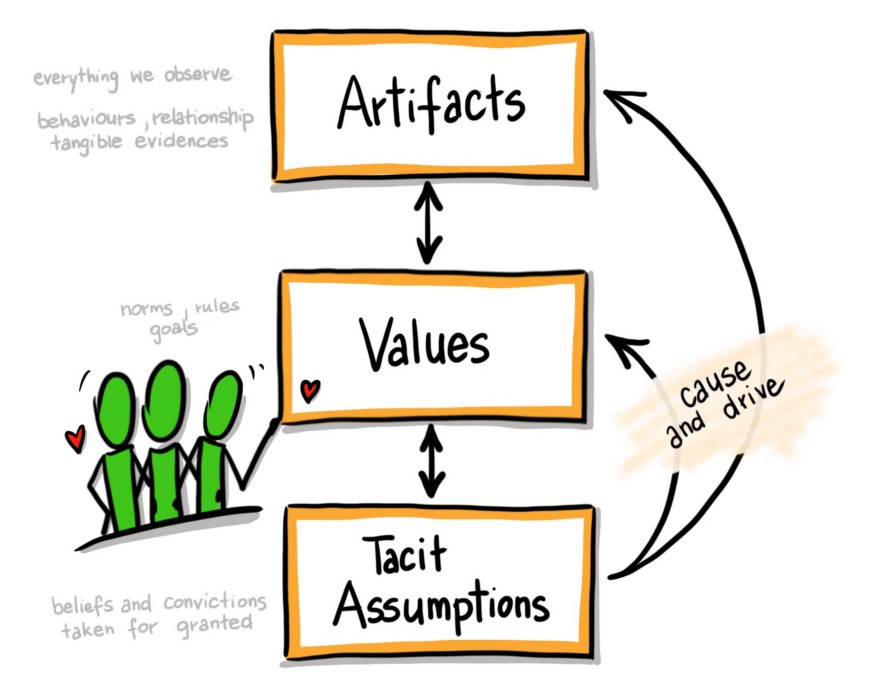 everything we observe
behaviours, relationship
tangible evidences
Artifacts
norms, rules
goals
Values
cause
and drive
Tacit
Assumptions
beliefs and convictions
taken for granted